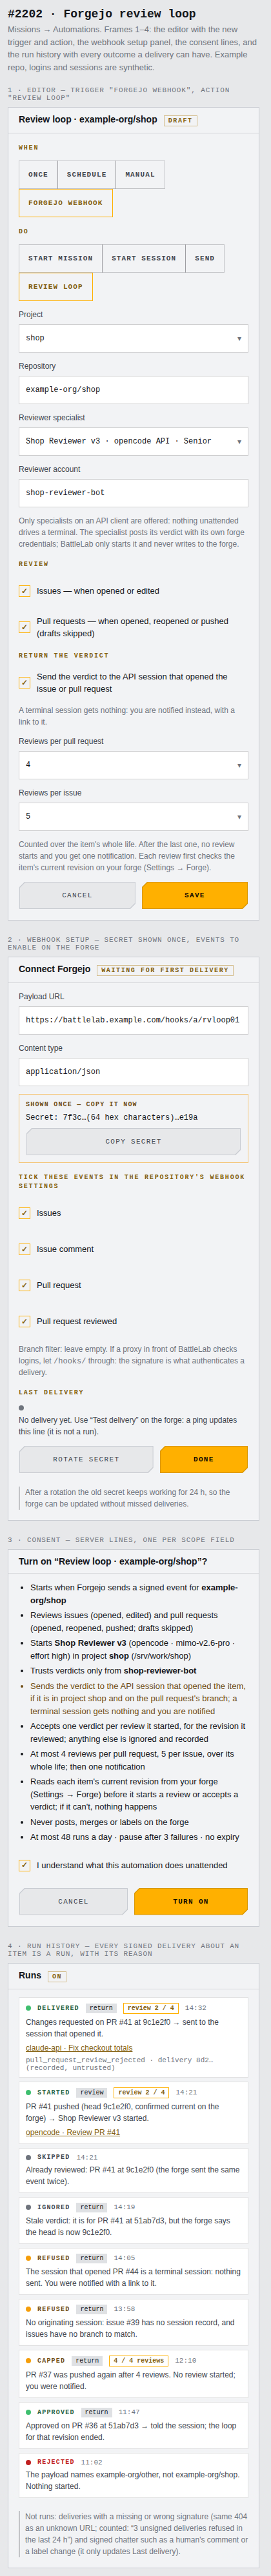 #2202 · Forgejo review loop
Missions → Automations. Frames 1–4: the editor with the new
trigger and action, the webhook setup panel, the consent lines, and
the run history with every outcome a delivery can have. Example
repo, logins and sessions are synthetic.
1 · EDITOR — TRIGGER "FORGEJO WEBHOOK", ACTION
"REVIEW LOOP"
Review loop · example-org/shop DRAFT
WHEN
ONCE SCHEDULE MANUAL
FORGEJO WEBHOOK
DO
START MISSION START SESSION SEND
REVIEW LOOP
Project
shop
Repository
example-org/shop
Reviewer specialist
Shop Reviewer v3 · opencode API · Senior
Reviewer account
shop-reviewer-bot
Only specialists on an API client are offered: nothing unattended
drives a terminal. The specialist posts its verdict with its own forge
credentials; BattleLab only starts it and never writes to the forge.
REVIEW
Issues — when opened or edited
Pull requests — when opened, reopened or pushed
(drafts skipped)
RETURN THE VERDICT
Send the verdict to the API session that opened the
issue or pull request
A terminal session gets nothing: you are notified instead, with a
link to it.
Reviews per pull request
4
Reviews per issue
5
Counted over the item's whole life. After the last one, no review
starts and you get one notification. Each review first checks the
item's current revision on your forge (Settings → Forge).
CANCEL SAVE
2 · WEBHOOK SETUP — SECRET SHOWN ONCE, EVENTS TO
ENABLE ON THE FORGE
Connect Forgejo WAITING FOR FIRST DELIVERY
Payload URL
https://battlelab.example.com/hooks/a/rvloop01
Content type
application/json
SHOWN ONCE — COPY IT NOW
Secret: 7f3c…(64 hex characters)…e19a
COPY SECRET
TICK THESE EVENTS IN THE REPOSITORY'S WEBHOOK
SETTINGS
Issues
Issue comment
Pull request
Pull request reviewed
Branch filter: leave empty. If a proxy in front of BattleLab checks
logins, let /hooks/ through: the signature is what authenticates a
delivery.
LAST DELIVERY
No delivery yet. Use “Test delivery” on the forge: a ping updates
this line (it is not a run).
ROTATE SECRET DONE
After a rotation the old secret keeps working for 24 h, so the
forge can be updated without missed deliveries.
3 · CONSENT — SERVER LINES, ONE PER SCOPE FIELD
Turn on “Review loop · example-org/shop”?
Starts when Forgejo sends a signed event for example-
org/shop
Reviews issues (opened, edited) and pull requests
(opened, reopened, pushed; drafts skipped)
Starts Shop Reviewer v3 (opencode · mimo-v2.6-pro ·
effort high) in project shop (/srv/work/shop)
Trusts verdicts only from shop-reviewer-bot
Sends the verdict to the API session that opened the item,
if it is in project shop and on the pull request's branch; a
terminal session gets nothing and you are notified
Accepts one verdict per review it started, for the revision it
reviewed; anything else is ignored and recorded
At most 4 reviews per pull request, 5 per issue, over its
whole life; then one notification
Reads each item's current revision from your forge
(Settings → Forge) before it starts a review or accepts a
verdict; if it can't, nothing happens
Never posts, merges or labels on the forge
At most 48 runs a day · pause after 3 failures · no expiry
I understand what this automation does unattended
CANCEL TURN ON
4 · RUN HISTORY — EVERY SIGNED DELIVERY ABOUT AN
ITEM IS A RUN, WITH ITS REASON
Runs ON
DELIVERED return review 2 / 4 14:32
Changes requested on PR #41 at 9c1e2f0 → sent to the
session that opened it.
claude-api · Fix checkout totals
pull_request_review_rejected · delivery 8d2…
(recorded, untrusted)
STARTED review review 2 / 4 14:21
PR #41 pushed (head 9c1e2f0, confirmed current on the
forge) → Shop Reviewer v3 started.
opencode · Review PR #41
SKIPPED 14:21
Already reviewed: PR #41 at 9c1e2f0 (the forge sent the same
event twice).
IGNORED return 14:19
Stale verdict: it is for PR #41 at 51ab7d3, but the forge says
the head is now 9c1e2f0.
REFUSED return 14:05
The session that opened PR #44 is a terminal session: nothing
sent. You were notified with a link to it.
REFUSED return 13:58
No originating session: issue #39 has no session record, and
issues have no branch to match.
CAPPED return 4 / 4 reviews 12:10
PR #37 was pushed again after 4 reviews. No review started;
you were notified.
APPROVED return 11:47
Approved on PR #36 at 51ab7d3 → told the session; the loop
for that revision ended.
REJECTED 11:02
The payload names example-org/other, not example-org/shop.
Nothing started.
Not runs: deliveries with a missing or wrong signature (same 404
as an unknown URL; counted: “3 unsigned deliveries refused in
the last 24 h”) and signed chatter such as a human's comment or
a label change (it only updates Last delivery).